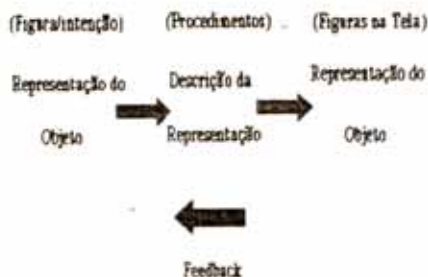 (Figura/intenção) (Procedimentos) (Figuras na Tela)
Representação do Descrição da Representação do
Objeto Representação Objeto
Feedback